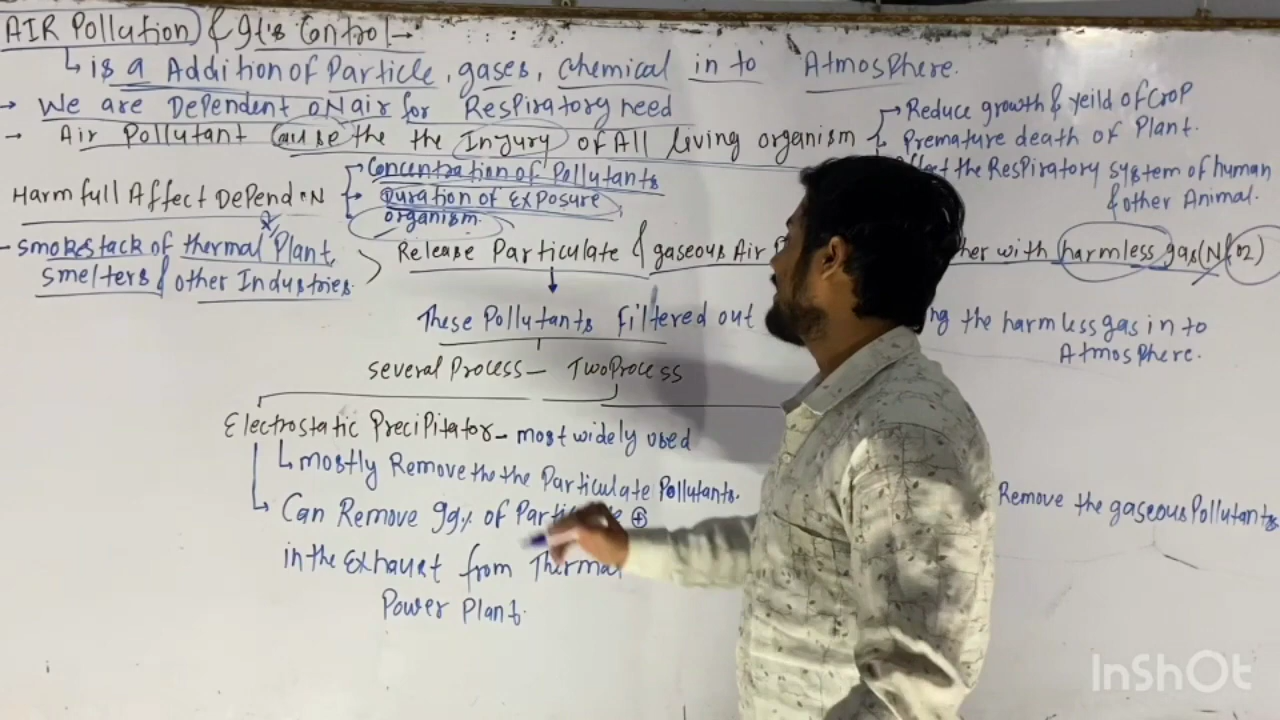 AIR Pollution & Its Control →
is a Addition of Particle, gases, chemical in to Atmosphere.
→ We are Dependent oN air for Respiratory need
→ Air Pollutant cause the the Injury of All living organism
→ Reduce growth & yeild of crop
Premature death of Plant.
the Respiratory system of human
& other Animal.
Harmfull Affect Depend oN
Concentration of Pollutants
Duration of Exposure
organism.
- Smokestack of thermal Plant,
smelters & other Industries.
Release Particulate & gaseous Air with harmless gas (N & O2)
These Pollutants filtered out the harmless gas in to
Atmosphere.
several Process - Two Process
Electrostatic Precipitator - most widely used
mostly Remove the the Particulate Pollutants.
Can Remove 99% of
in the Exhaust from Thermal
Power Plant.
Remove the gaseous Pollutants
InShOt